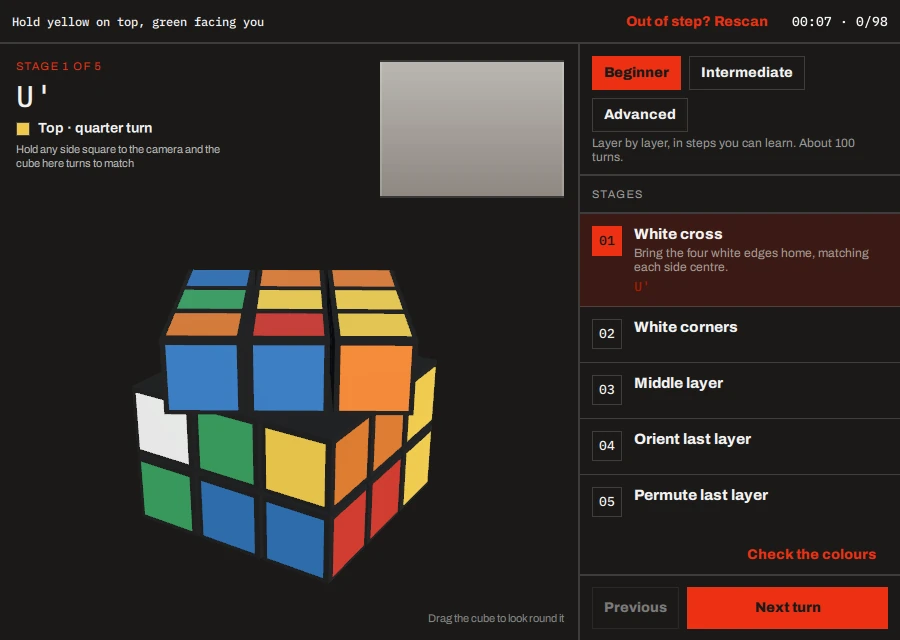 Hold yellow on top, green facing you
Out of step? Rescan
00:07 · 0/98
STAGE 1 OF 5
U'
Top · quarter turn
Hold any side square to the camera and the
cube here turns to match
Drag the cube to look round it
Beginner
Intermediate
Advanced
Layer by layer, in steps you can learn. About 100
turns.
STAGES
01
White cross
Bring the four white edges home, matching
each side centre.
U'
02
White corners
03
Middle layer
04
Orient last layer
05
Permute last layer
Check the colours
Previous
Next turn